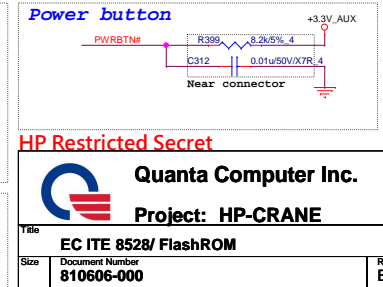 Power button
+3.3V_AUX
PWRBTN# R399 8.2k/5%_4
C312 0.01u/50V/X7R_4
Near connector
HP Restricted Secret
Quanta Computer Inc.
Project: HP-CRANE
Title
EC ITE 8528/ FlashROM
Size Document Number
810606-000